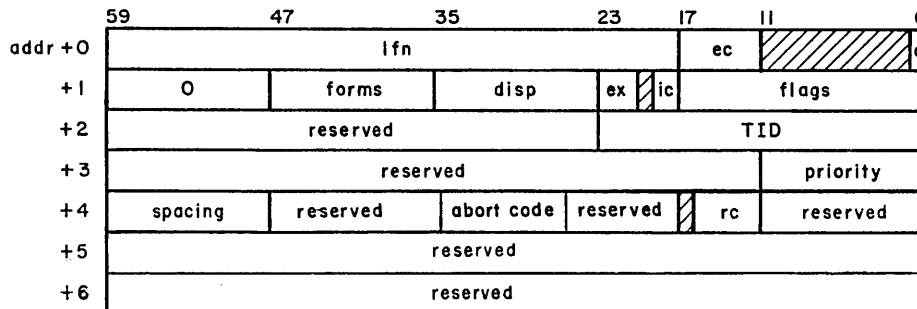 59 47 35 23 17 11
addr +0 lfn ec
+1 0 forms disp ex ic flags
+2 reserved TID
+3 reserved priority
+4 spacing reserved abort code reserved rc reserved
+5 reserved
+6 reserved